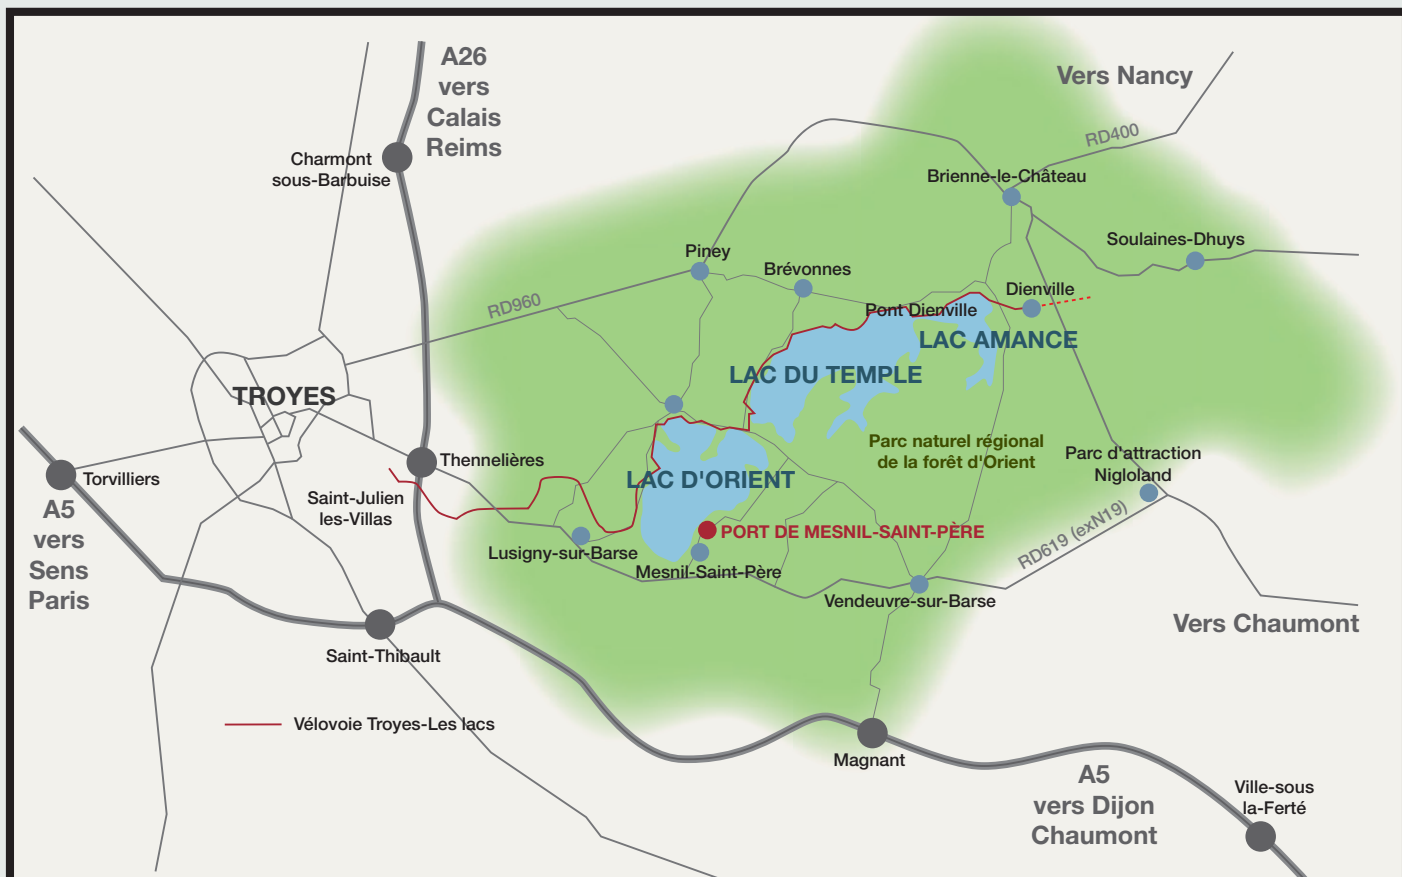 A26
vers
Calais
Reims
Vers Nancy
RD400
Charmont
sous-Barbuise
Brienne-le-Château
Soulaines-Dhuys
Piney
Brévonnes
Dienville
RD960
Pont Dienville
LAC AMANCE
LAC DU TEMPLE
TROYES
Parc naturel régional
de la forêt d'Orient
Parc d'attraction
Nigloland
Thennelières
Torvilliers
LAC D'ORIENT
Saint-Julien
les-Villas
A5
vers
Sens
Paris
PORT DE MESNIL-SAINT-PÈRE
RD619 (exN19)
Lusigny-sur-Barse
Mesnil-Saint-Père
Vendeuvre-sur-Barse
Vers Chaumont
Saint-Thibault
Vélovoie Troyes-Les lacs
Magnant
A5
vers Dijon
Chaumont
Ville-sous
la-Ferté